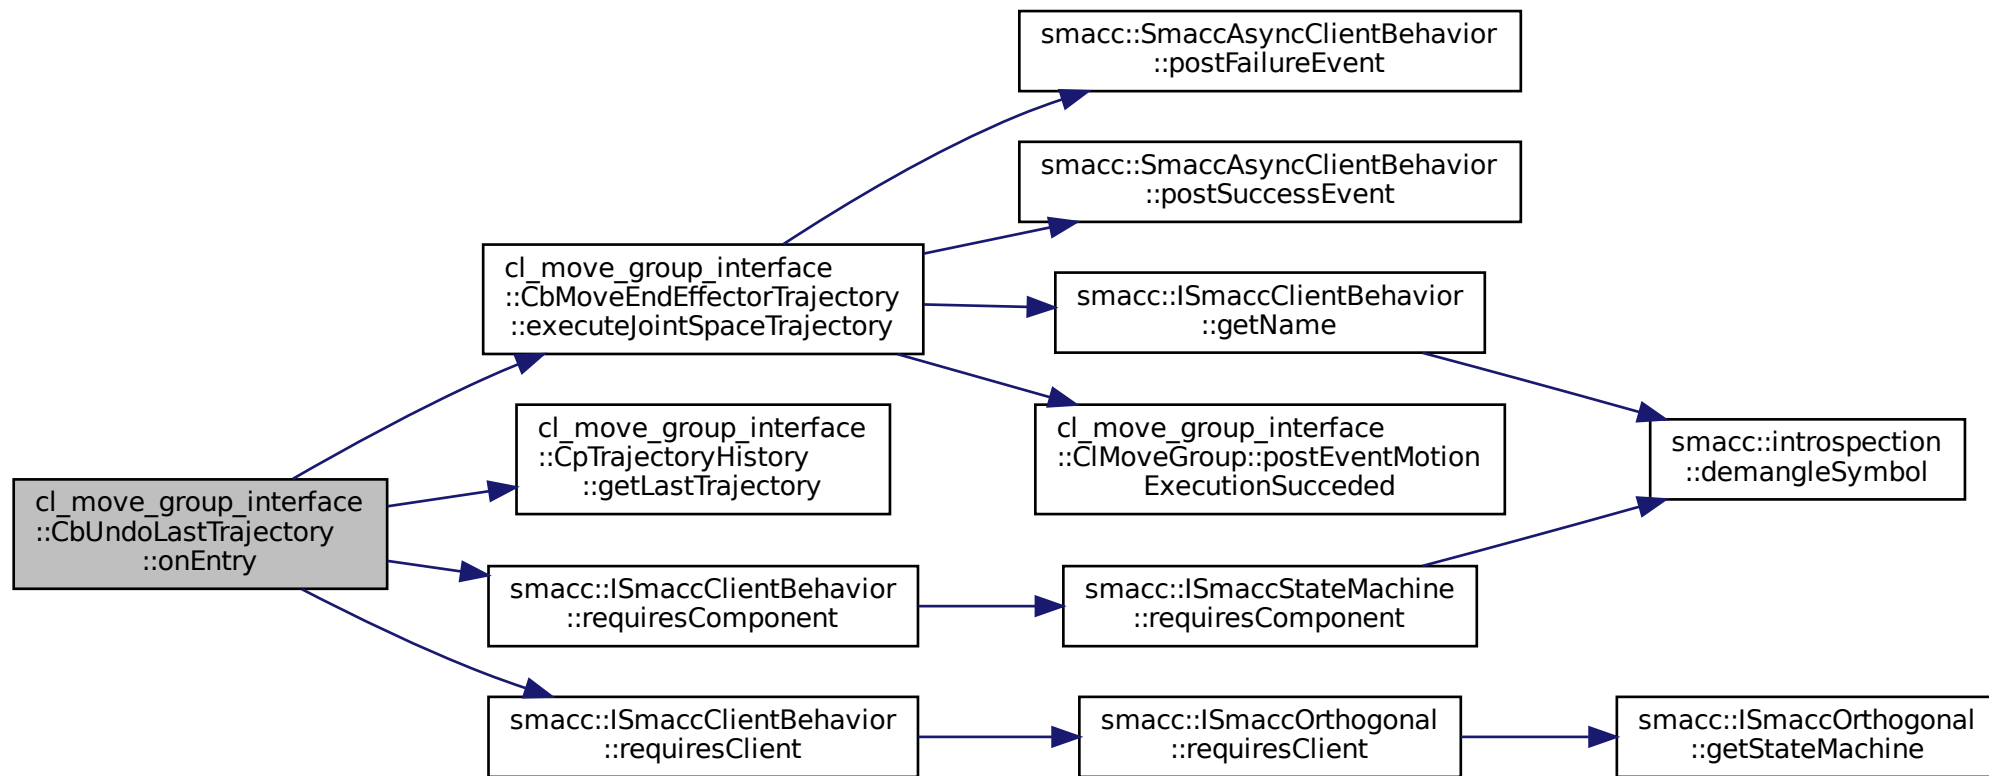 smacc::SmaccAsyncClientBehavior
::postFailureEvent
smacc::SmaccAsyncClientBehavior
::postSuccessEvent
cl_move_group_interface
::CbMoveEndEffectorTrajectory
::executeJointSpaceTrajectory
smacc::ISmaccClientBehavior
::getName
cl_move_group_interface
::CpTrajectoryHistory
::getLastTrajectory
cl_move_group_interface
::ClMoveGroup::postEventMotion
ExecutionSucceded
smacc::introspection
::demangleSymbol
cl_move_group_interface
::CbUndoLastTrajectory
::onEntry
smacc::ISmaccClientBehavior
::requiresComponent
smacc::ISmaccStateMachine
::requiresComponent
smacc::ISmaccClientBehavior
::requiresClient
smacc::ISmaccOrthogonal
::requiresClient
smacc::ISmaccOrthogonal
::getStateMachine